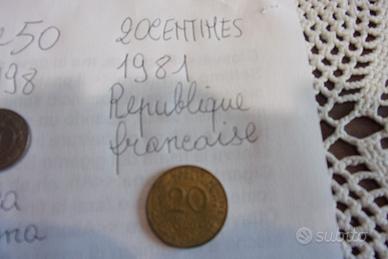 50
98
20CENTIMES
1981
Republique
francaise
20
subito